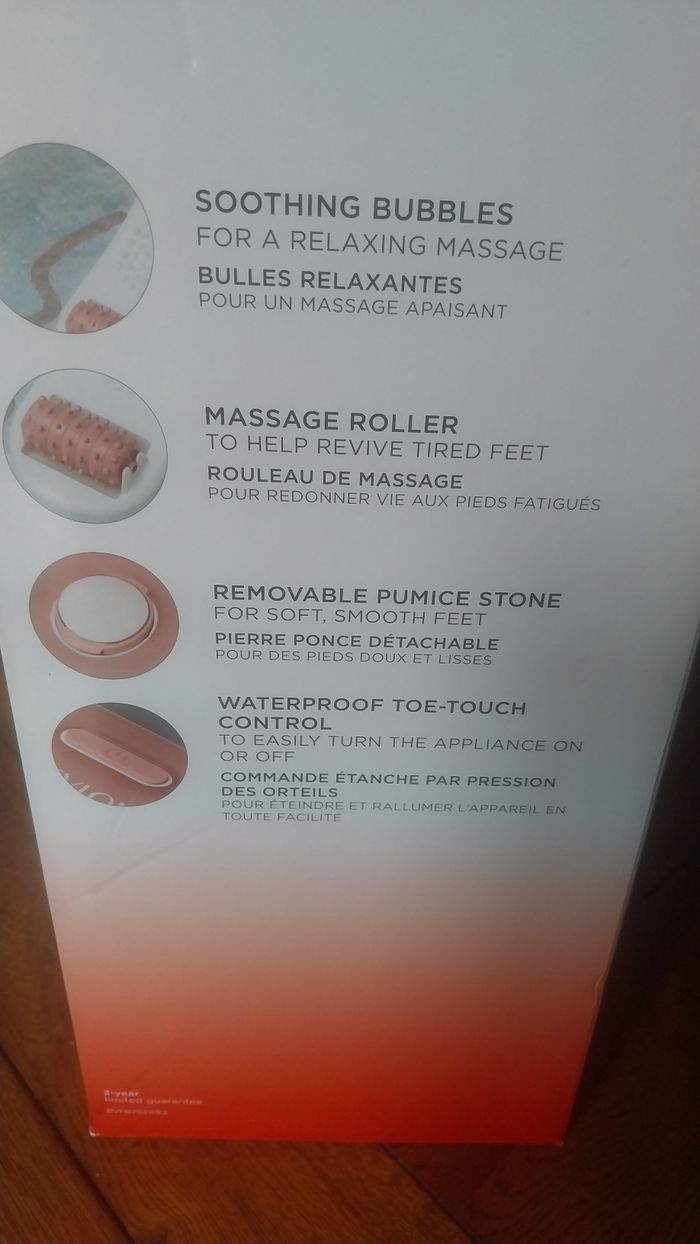 SOOTHING BUBBLES
FOR A RELAXING MASSAGE
BULLES RELAXANTES
POUR UN MASSAGE APAISANT
MASSAGE ROLLER
TO HELP REVIVE TIRED FEET
ROULEAU DE MASSAGE
POUR REDONNER VIE AUX PIEDS FATIGUÉS
REMOVABLE PUMICE STONE
FOR SOFT, SMOOTH FEET
PIERRE PONCE DÉTACHABLE
POUR DES PIEDS DOUX ET LISSES
WATERPROOF TOE-TOUCH
CONTROL
TO EASILY TURN THE APPLIANCE ON
OR OFF
COMMANDE ÉTANCHE PAR PRESSION
DES ORTEILS
POUR ÉTEINDRE ET RALLUMER L'APPAREIL EN
TOUTE FACILITÉ
limited guarantee